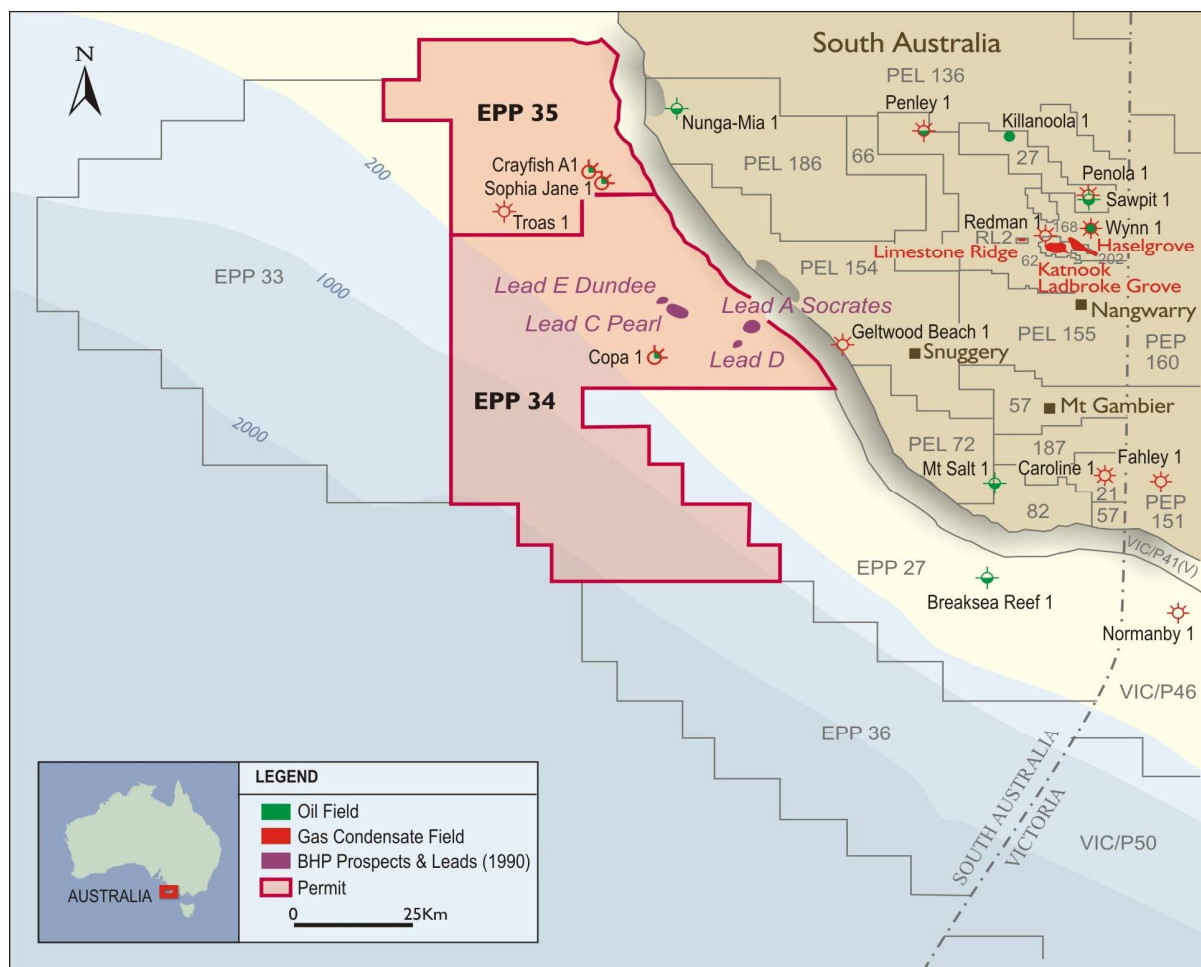 South Australia
N
PEL 136
EPP 35
Penley 1
Nunga-Mia 1
Killanoola 1
200
Crayfish A1
PEL 186
66
27
Sophia Jane 1
Penola 1
Sawpit 1
Troas 1
Redman 1
168
Wynn 1
RL2
Limestone Ridge
62
Haselgrove
202
EPP 33
PEL 154
Katnook
Ladbroke Grove
1000
Lead E Dundee
Lead A Socrates
Nangwarry
Lead C Pearl
Geltwood Beach 1
PEL 155
Copa 1
Lead D
Snuggery
PEP
160
EPP 34
57
Mt Gambier
2000
PEL 72
187
Mt Salt 1
Caroline 1
Fahley 1
21
PEP
151
82
57
VIC/P41(V)
EPP 27
Breaksea Reef 1
Normanby 1
VIC/P46
EPP 36
SOUTH AUSTRALIA
VICTORIA
VIC/P50
LEGEND
Oil Field
Gas Condensate Field
BHP Prospects & Leads (1990)
Permit
AUSTRALIA
0 25Km